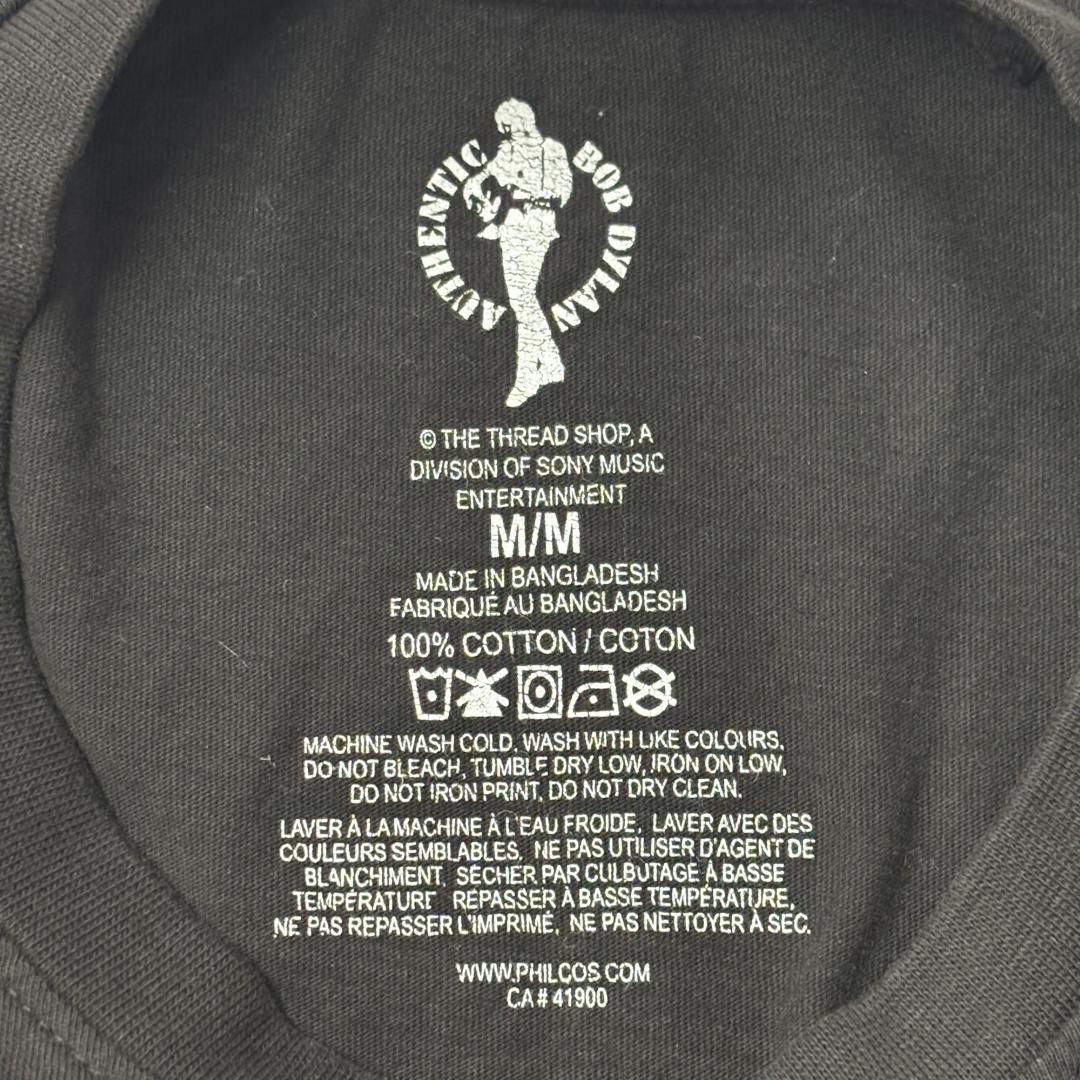 AUTHENTIC BOB DYLAN
© THE THREAD SHOP, A
DIVISION OF SONY MUSIC
ENTERTAINMENT
M/M
MADE IN BANGLADESH
FABRIQUÉ AU BANGLADESH
100% COTTON / COTON
MACHINE WASH COLD, WASH WITH LIKE COLOURS,
DO NOT BLEACH, TUMBLE DRY LOW, IRON ON LOW,
DO NOT IRON PRINT, DO NOT DRY CLEAN.
LAVER À LA MACHINE À L'EAU FROIDE, LAVER AVEC DES
COULEURS SEMBLABLES, NE PAS UTILISER D'AGENT DE
BLANCHIMENT, SÉCHER PAR CULBUTAGE À BASSE
TEMPÉRATURE REPASSER À BASSE TEMPÉRATURE,
NE PAS REPASSER L'IMPRIMÉ, NE PAS NETTOYER À SEC.
WWW.PHILCOS.COM
CA # 41900